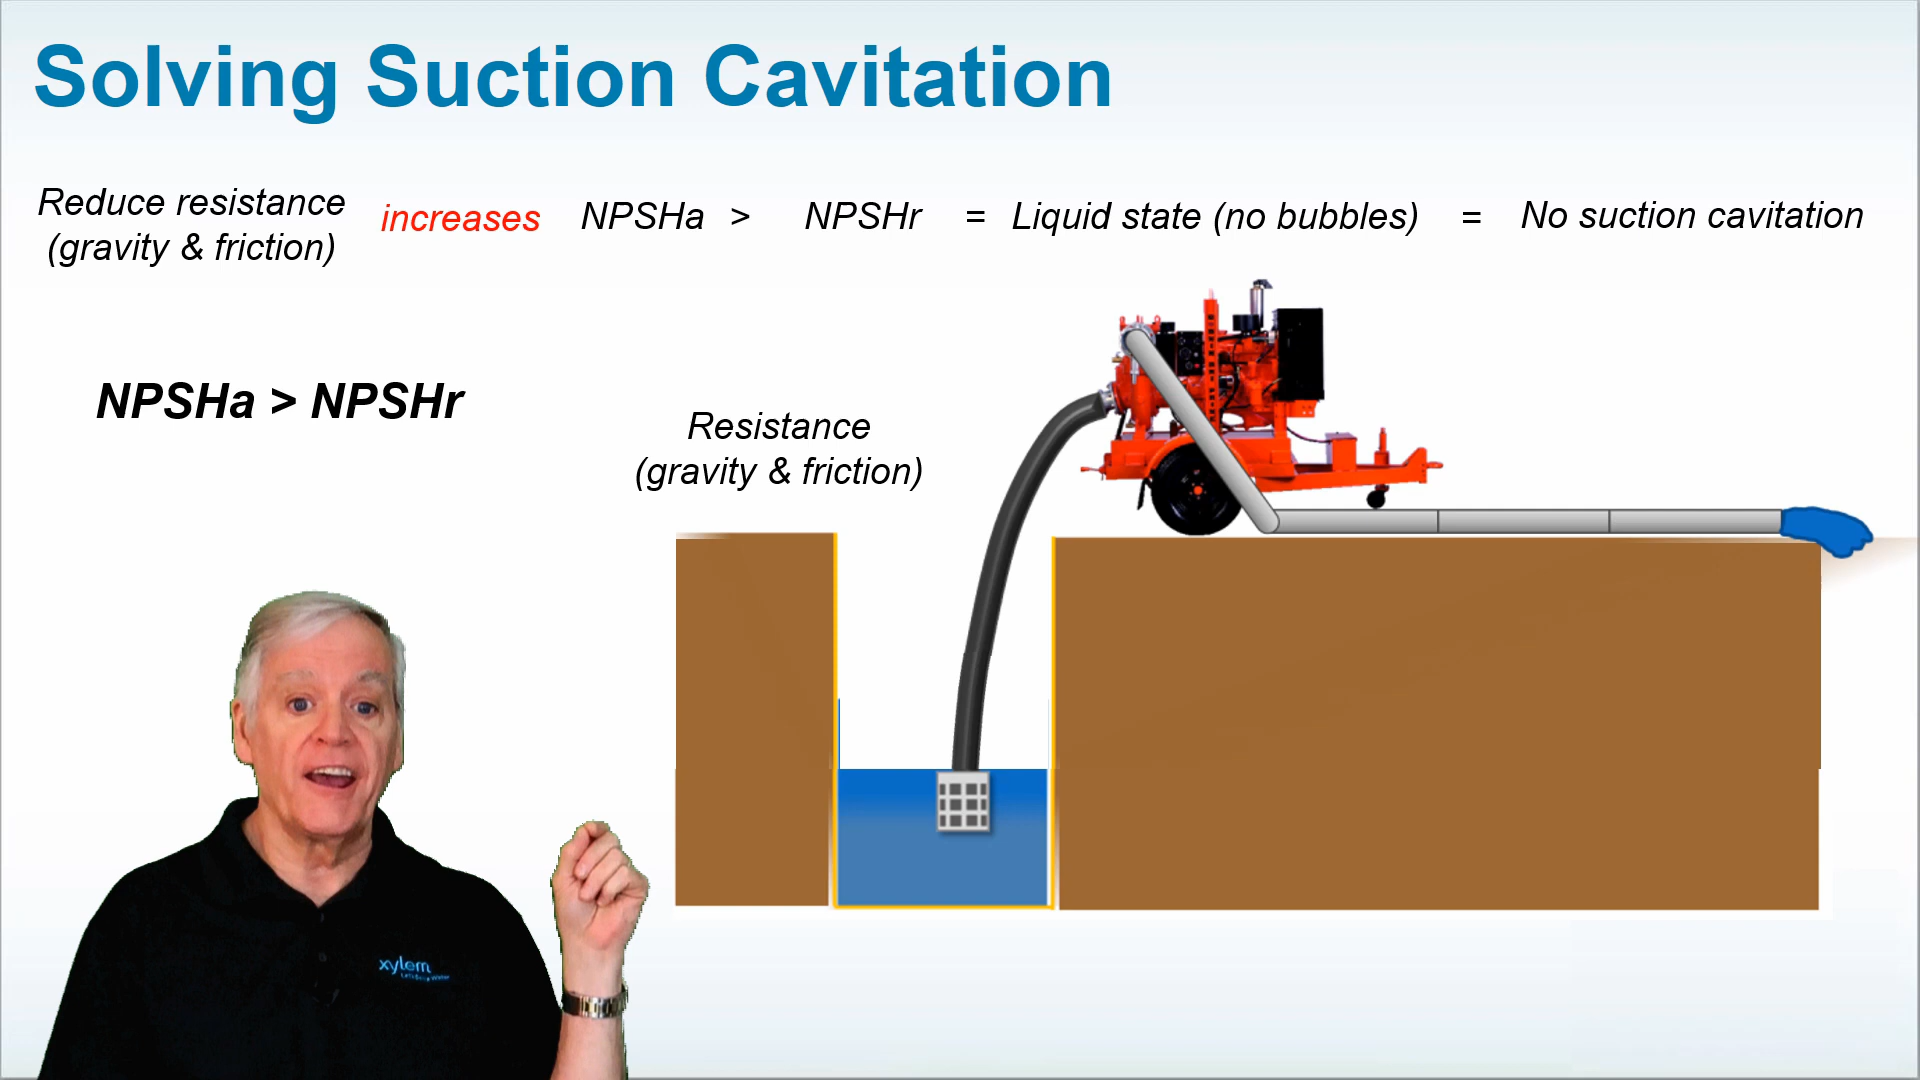 Solving Suction Cavitation
Reduce resistance
(gravity & friction)
increases
NPSHa > NPSHr = Liquid state (no bubbles) = No suction cavitation
NPSHa > NPSHr
Resistance
(gravity & friction)
xylem